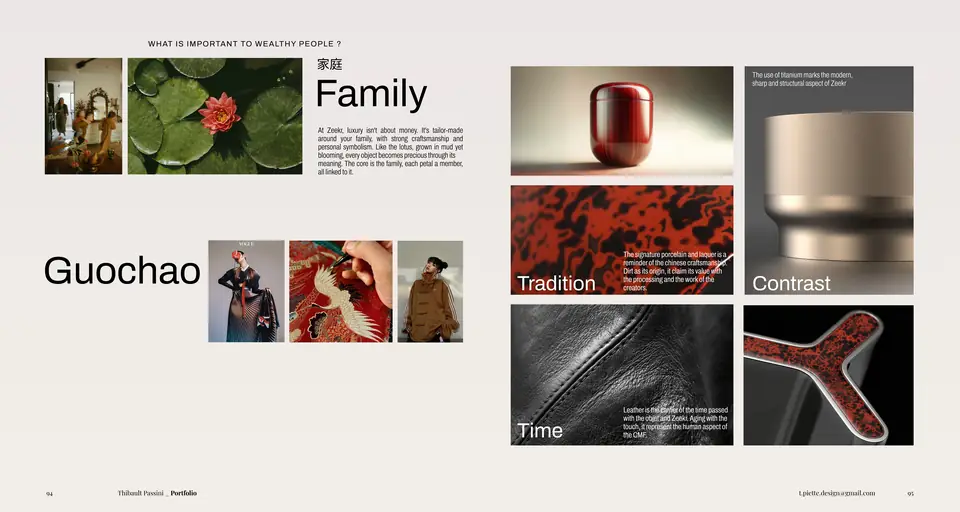 WHAT IS IMPORTANT TO WEALTHY PEOPLE ?
家庭
Family
At Zeekr, luxury isn't about money. It's tailor-made
around your family, with strong craftsmanship and
personal symbolism. Like the lotus, grown in mud yet
blooming, every object becomes precious through its
meaning. The core is the family, each petal a member,
all linked to it.
Guochao
VOGUE
94
Thibault Passini _ Portfolio
The use of titanium marks the modern,
sharp and structural aspect of Zeekr
Tradition
The signature porcelain and laquer is a
reminder of the chinese craftsmanship.
Dirt as its origin, it claim its value with
the processing and the work of the
creators.
Contrast
Time
Leather is the carrier of the time passed
with the objet and Zeekr. Aging with the
touch, it represent the human aspect of
the CMF.
t.piette.design@gmail.com
95